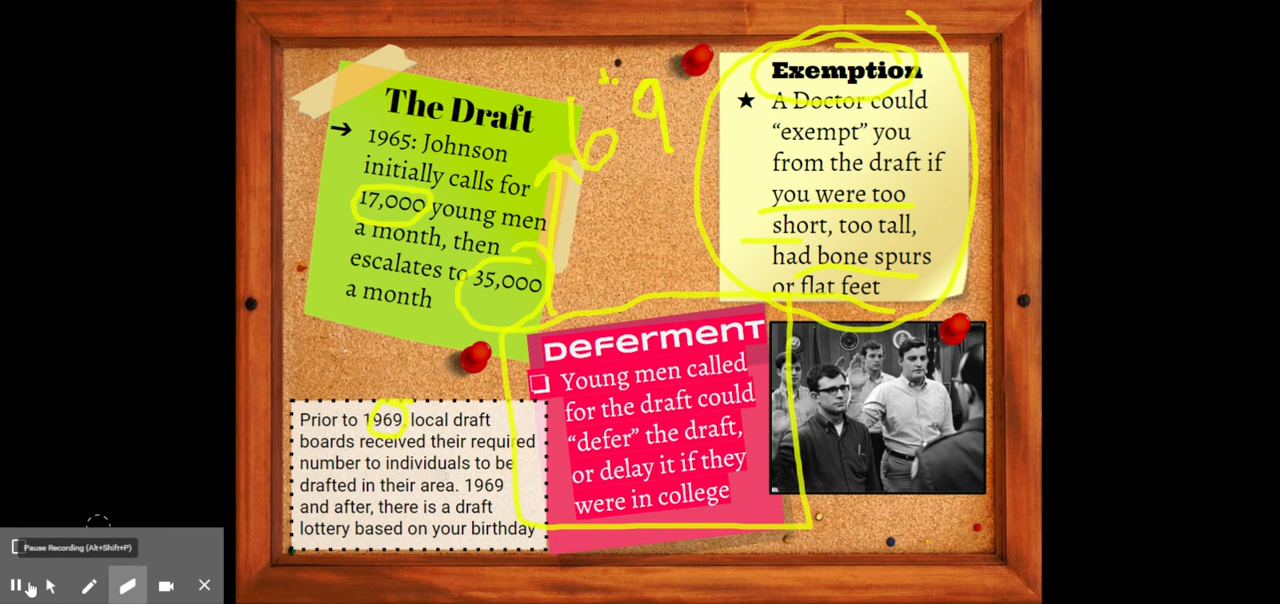 The Draft
➔ 1965: Johnson
initially calls for
17,000 young men
a month, then
escalates to 35,000
a month
Exemption
★ A Doctor could
“exempt” you
from the draft if
you were too
short, too tall,
had bone spurs
or flat feet
DEFERMENT
❏ Young men called
for the draft could
“defer” the draft,
or delay it if they
were in college
Prior to 1969, local draft
boards received their required
number to individuals to be
drafted in their area. 1969
and after, there is a draft
lottery based on your birthday
Pause Recording (Alt+Shift+P)